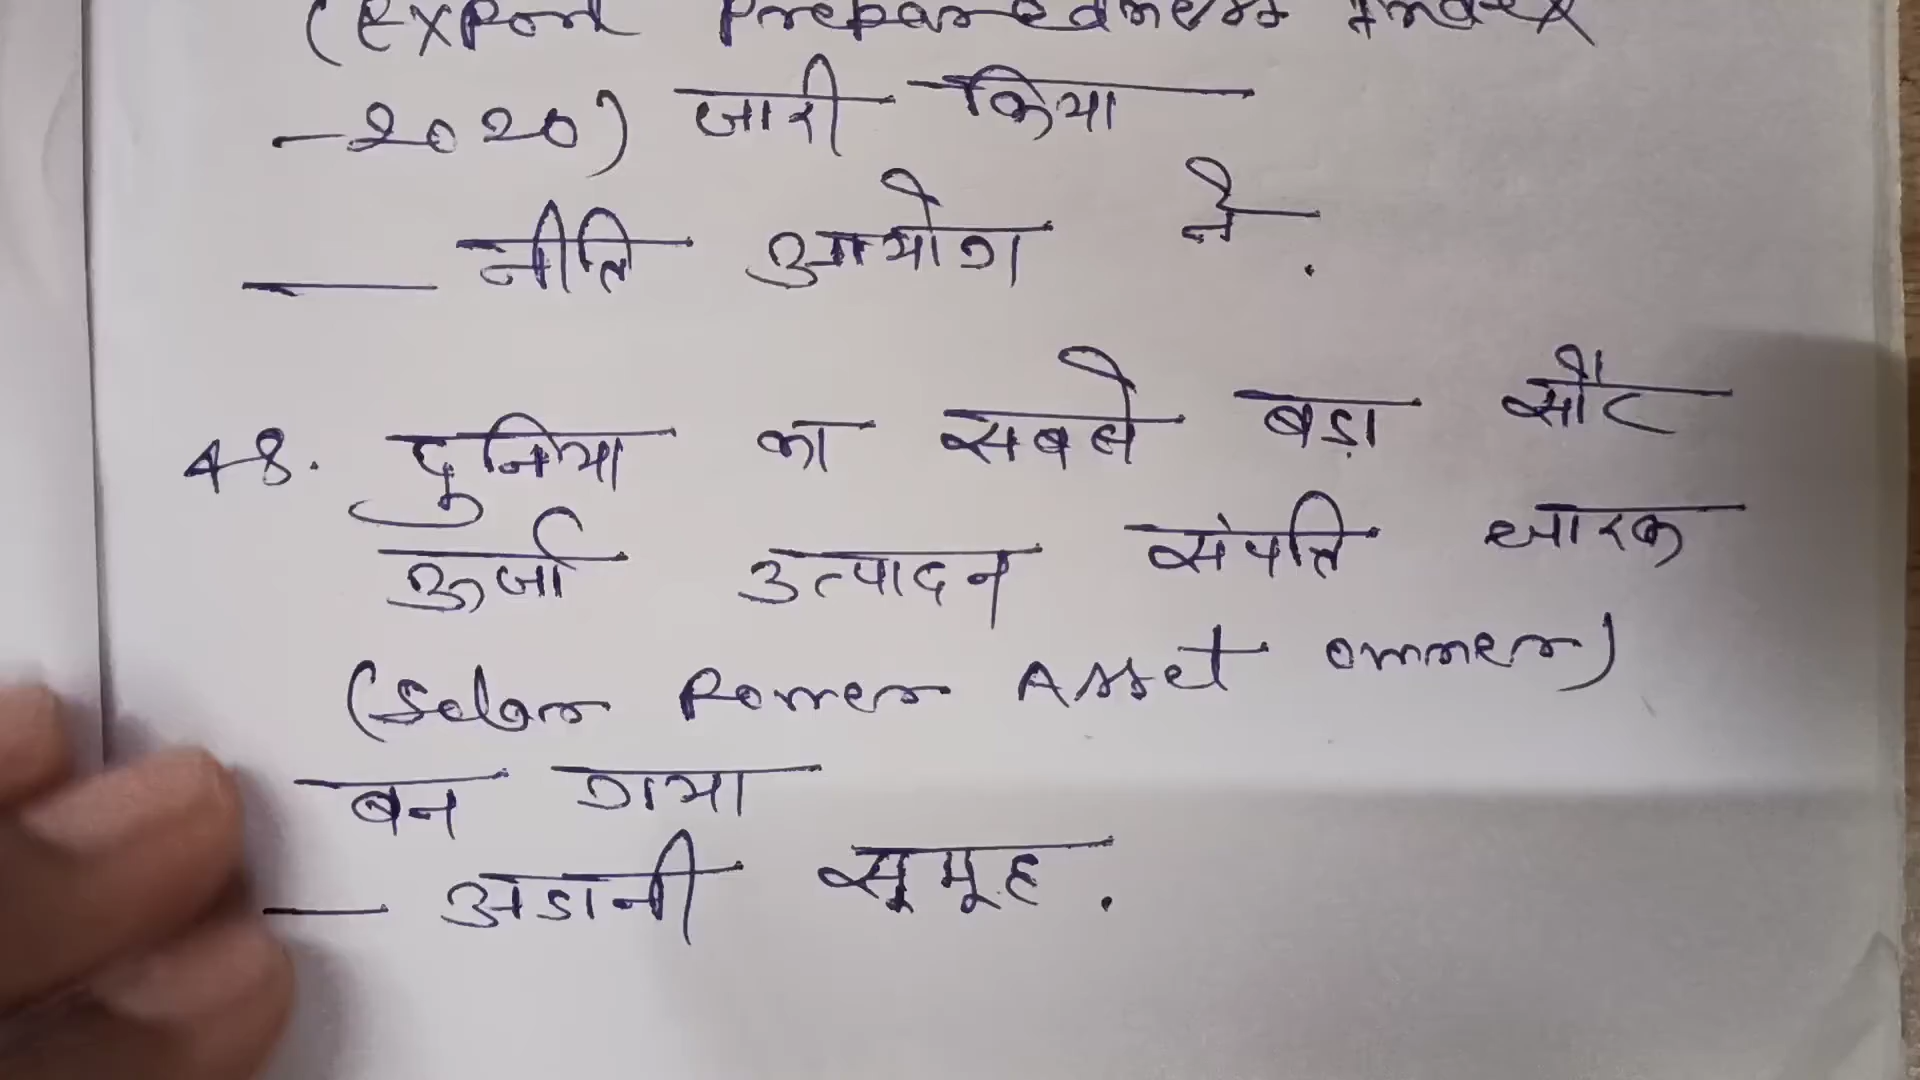 (Export Preparedness Index
-2020) जारी किया
— नीति आयोग ने.
48. दुनिया का सबसे बड़ा सौर
ऊर्जा उत्पादन संपत्ति धारक
(Solar Power Asset owner)
बन गया
— अडानी समूह.